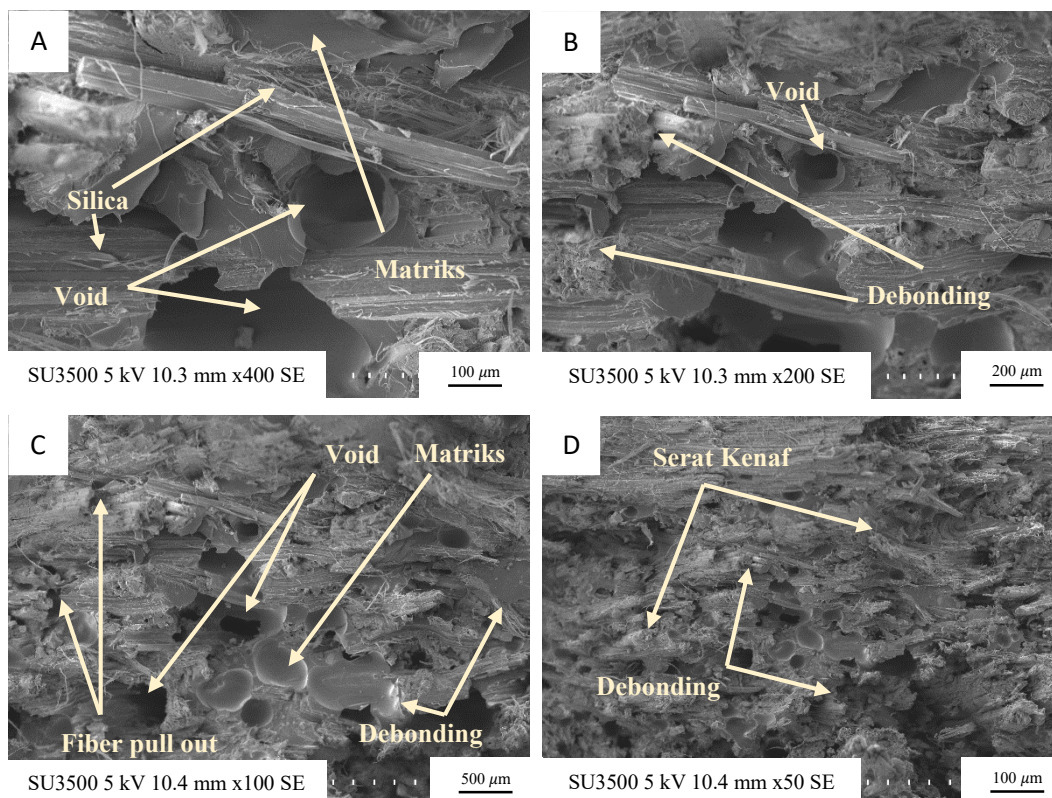 A
Silica
Void
Matriks
SU3500 5 kV 10.3 mm x400 SE
100 μm
B
Void
Debonding
SU3500 5 kV 10.3 mm x200 SE
200 μm
C
Void
Matriks
Fiber pull out
Debonding
SU3500 5 kV 10.4 mm x100 SE
500 μm
D
Serat Kenaf
Debonding
SU3500 5 kV 10.4 mm x50 SE
100 μm